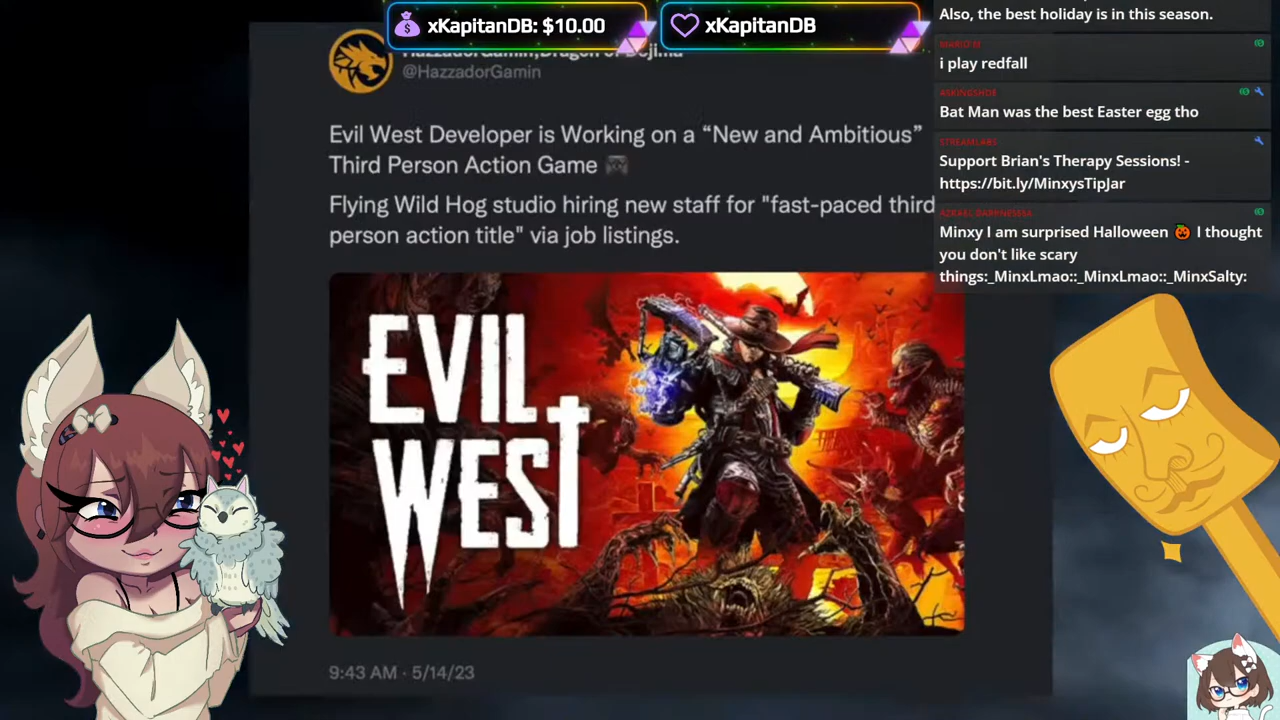 xKapitanDB: $10.00
xKapitanDB
@HazzadorGamin
Evil West Developer is Working on a “New and Ambitious”
Third Person Action Game 🎮
Flying Wild Hog studio hiring new staff for "fast-paced third
person action title" via job listings.
EVIL
WEST
9:43 AM · 5/14/23
Also, the best holiday is in this season.
i play redfall
ASKINGSHOE
Bat Man was the best Easter egg tho
STREAMLABS
Support Brian's Therapy Sessions! -
https://bit.ly/MinxysTipJar
Minxy I am surprised Halloween 🎃 I thought
you don't like scary
things:_MinxLmao::_MinxLmao::_MinxSalty: